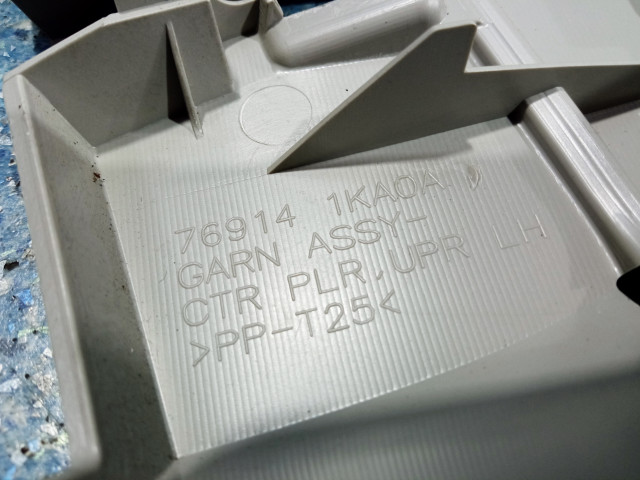 76914 1KA0A
GARN ASSY-
CTR PLR,UPR LH
>PP-T25<